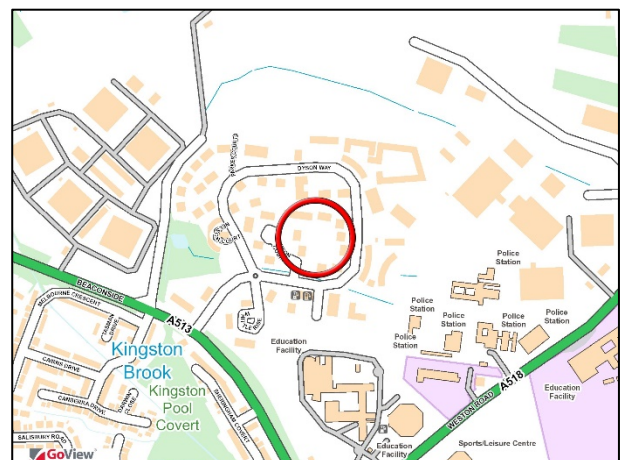 DYSON WAY
Police
Station
Police
Station
Police
Station
Police
Station
Police
Station
Police
Station
BEACONSIDE
A513
MELBOURNE CRESCENT
Education
Facility
Kingston
Brook
Kingston
Pool
Covert
CANBERRA DRIVE
A518
WESTON ROAD
Education
Facility
SALISBURY ROAD
Education
Facility
Sports/Leisure Centre
GoView